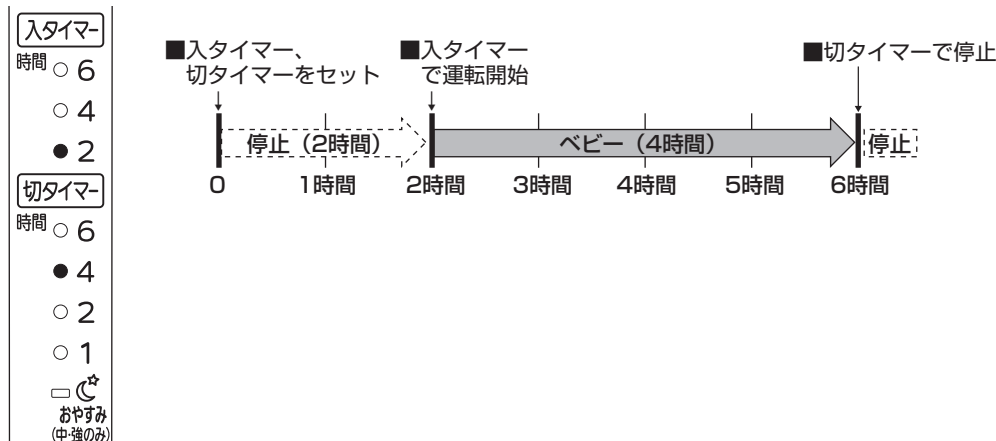 入タイマー
時間 ○ 6
○ 4
● 2
切タイマー
時間 ○ 6
● 4
○ 2
○ 1
おやすみ
(中・強のみ)
■入タイマー、
切タイマーをセット
■入タイマー
で運転開始
■切タイマーで停止
停止（2時間）
ベビー（4時間）
停止
0 1時間 2時間 3時間 4時間 5時間 6時間